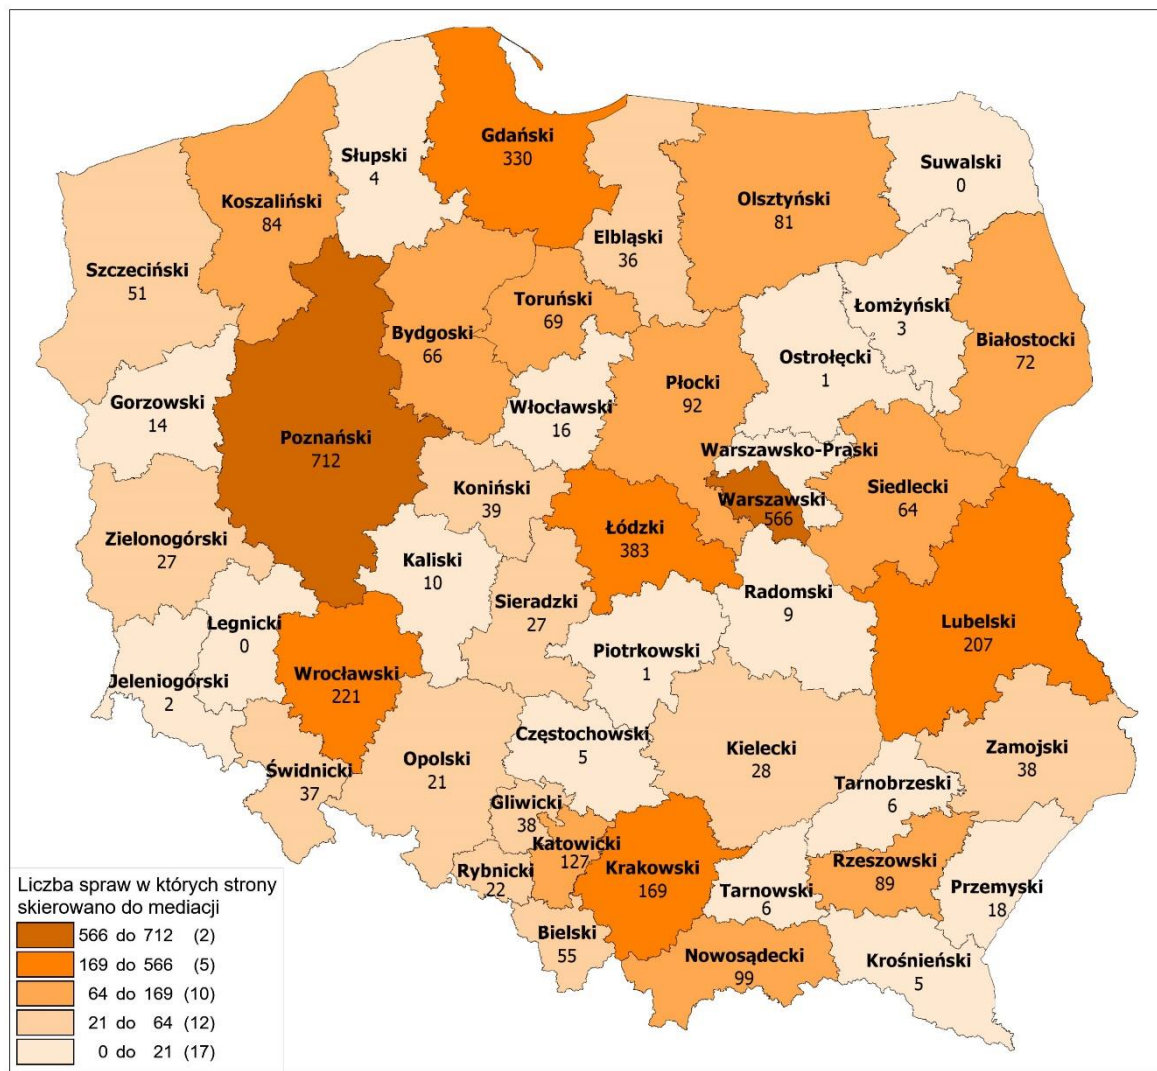 Gdański
330
Słupski
4
Suwalski
0
Koszaliński
84
Olsztyński
81
Elbląski
36
Szczeciński
51
Toruński
69
Łomżyński
3
Bydgoski
66
Białostocki
72
Ostrołęcki
1
Płocki
92
Gorzowski
14
Włocławski
16
Poznański
712
Warszawsko-Praski
Warszawski
566
Siedlecki
64
Koniński
39
Łódzki
383
Zielonogórski
27
Kaliski
10
Sieradzki
27
Radomski
9
Lubelski
207
Legnicki
0
Piotrkowski
1
Wrocławski
221
Jeleniogórski
2
Częstochowski
5
Kielecki
28
Zamojski
38
Opolski
21
Świdnicki
37
Tarnobrzeski
6
Gliwicki
38
Katowicki
127
Rybnicki
22
Krakowski
169
Rzeszowski
89
Tarnowski
6
Przemyski
18
Bielski
55
Nowosądecki
99
Krośnieński
5
Liczba spraw w których strony
skierowano do mediacji
566 do 712 (2)
169 do 566 (5)
64 do 169 (10)
21 do 64 (12)
0 do 21 (17)